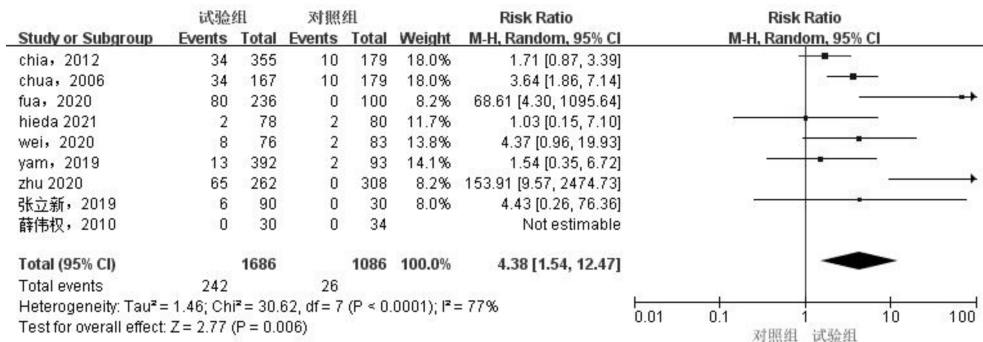 试验组 对照组 Risk Ratio Risk Ratio
Study or Subgroup Events Total Events Total Weight M-H, Random, 95% CI M-H, Random, 95% CI
chia，2012 34 355 10 179 18.0% 1.71 [0.87, 3.39]
chua，2006 34 167 10 179 18.0% 3.64 [1.86, 7.14]
fua，2020 80 236 0 100 8.2% 68.61 [4.30, 1095.64]
hieda 2021 2 78 2 80 11.7% 1.03 [0.15, 7.10]
wei，2020 8 76 2 83 13.8% 4.37 [0.96, 19.93]
yam，2019 13 392 2 93 14.1% 1.54 [0.35, 6.72]
zhu 2020 65 262 0 308 8.2% 153.91 [9.57, 2474.73]
张立新，2019 6 90 0 30 8.0% 4.43 [0.26, 76.36]
薛伟权，2010 0 30 0 34 Not estimable
Total (95% CI) 1686 1086 100.0% 4.38 [1.54, 12.47]
Total events 242 26
Heterogeneity: Tau² = 1.46; Chi² = 30.62, df = 7 (P < 0.0001); I² = 77%
Test for overall effect: Z = 2.77 (P = 0.006)
0.01 0.1 1 10 100
对照组 试验组